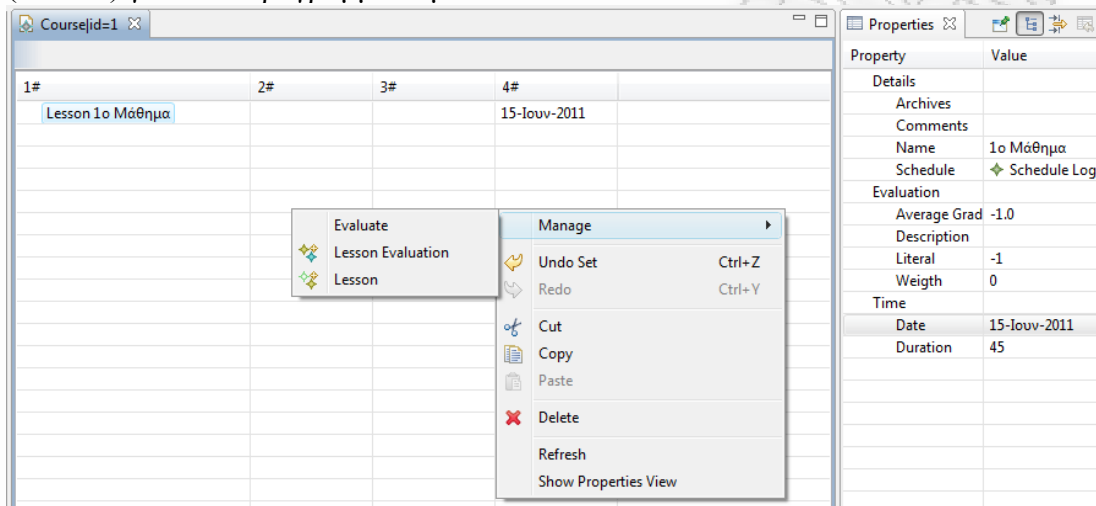 Course|id=1
Properties
Property Value
1# 2# 3# 4#
Lesson 1ο Μάθημα 15-Ιουν-2011
Details
Archives
Comments
Name 1ο Μάθημα
Schedule Schedule Log
Evaluation
Average Grad -1.0
Description
Literal -1
Weigth 0
Time
Date 15-Ιουν-2011
Duration 45
Evaluate
Lesson Evaluation
Lesson
Manage
Undo Set Ctrl+Z
Redo Ctrl+Y
Cut
Copy
Paste
Delete
Refresh
Show Properties View